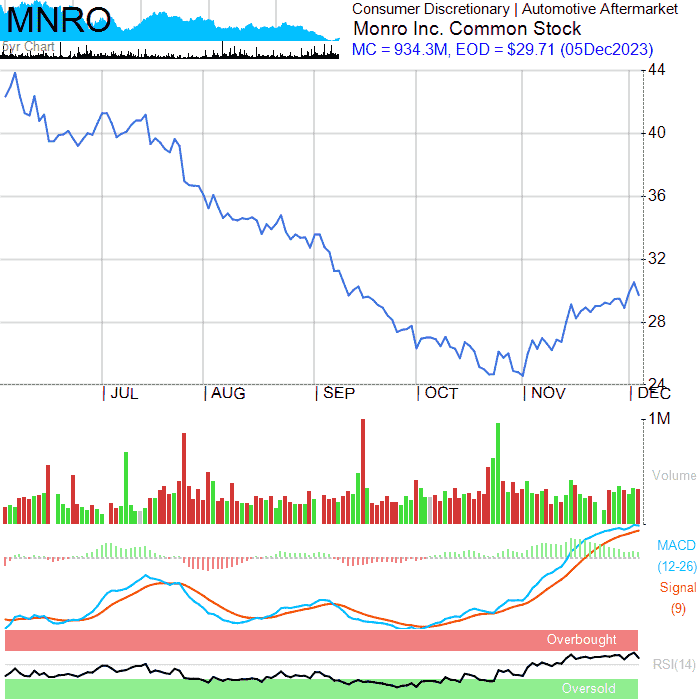 MNRO
5yr Chart
Consumer Discretionary | Automotive Aftermarket
Monro Inc. Common Stock
MC = 934.3M, EOD = $29.71 (05Dec2023)
44
40
36
32
28
24
| JUL | AUG | SEP | OCT | NOV | DEC
1M
Volume
MACD
(12-26)
Signal
(9)
Overbought
RSI(14)
Oversold